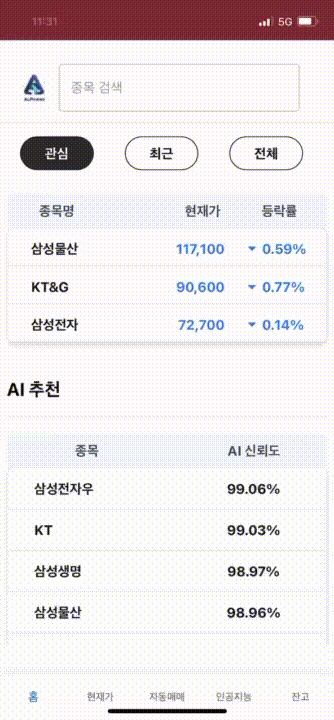 11:31 5G
종목 검색
관심 최근 전체
종목명 현재가 등락률
삼성물산 117,100 0.59%
KT&G 90,600 0.77%
삼성전자 72,700 0.14%
AI 추천
종목 AI 신뢰도
삼성전자우 99.06%
KT 99.03%
삼성생명 98.97%
삼성물산 98.96%
홈 현재가 자동매매 인공지능 잔고